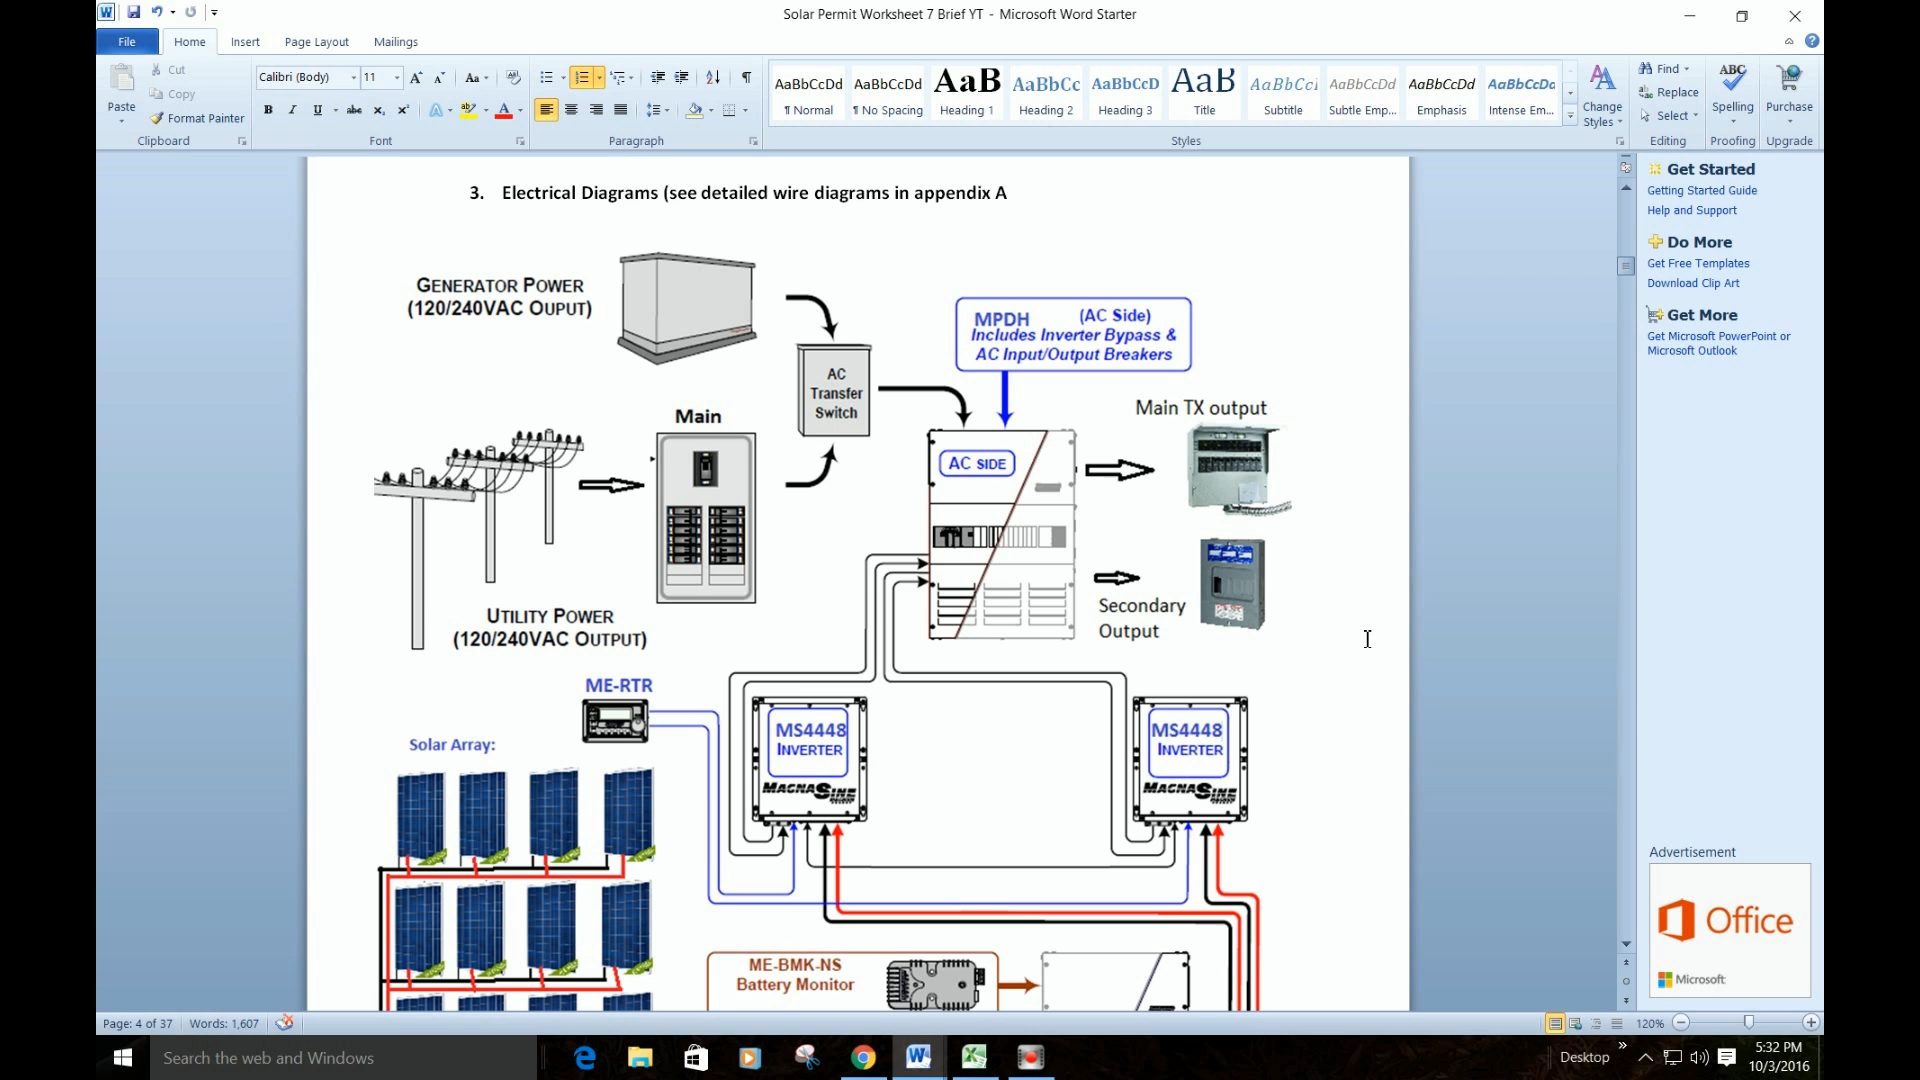 Solar Permit Worksheet 7 Brief YT - Microsoft Word Starter
File Home Insert Page Layout Mailings
Paste
Cut
Copy
Format Painter
Clipboard
Calibri (Body) 11
Font
Paragraph
AaBbCcDd AaBbCcDd AaB AaBbCc AaBbCcD AaB AaBbCcI AaBbCcDd AaBbCcDd AaBbCcDc
¶ Normal ¶ No Spacing Heading 1 Heading 2 Heading 3 Title Subtitle Subtle Emp... Emphasis Intense Em...
Styles
Change
Styles
Find
Replace
Select
Editing
ABC
Spelling
Proofing
Purchase
Upgrade
3. Electrical Diagrams (see detailed wire diagrams in appendix A
GENERATOR POWER
(120/240VAC OUPUT)
AC
Transfer
Switch
MPDH (AC Side)
Includes Inverter Bypass &
AC Input/Output Breakers
Main
Main TX output
AC SIDE
UTILITY POWER
(120/240VAC OUTPUT)
Secondary
Output
ME-RTR
Solar Array:
MS4448
INVERTER
MAGNASINE
MS4448
INVERTER
MAGNASINE
ME-BMK-NS
Battery Monitor
Get Started
Getting Started Guide
Help and Support
Do More
Get Free Templates
Download Clip Art
Get More
Get Microsoft PowerPoint or
Microsoft Outlook
Advertisement
Office
Microsoft
Page: 4 of 37 Words: 1,607
120%
Search the web and Windows
Desktop
5:32 PM
10/3/2016